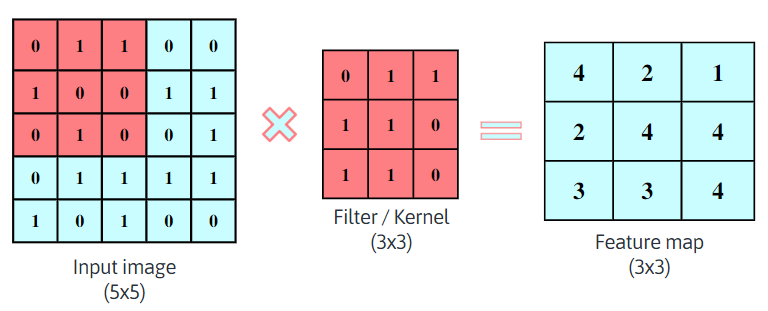 0 1 1 0 0
1 0 0 1 1
0 1 0 0 1
0 1 1 1 1
1 0 1 0 0
Input image
(5x5)
0 1 1
1 1 0
1 1 0
Filter / Kernel
(3x3)
4 2 1
2 4 4
3 3 4
Feature map
(3x3)